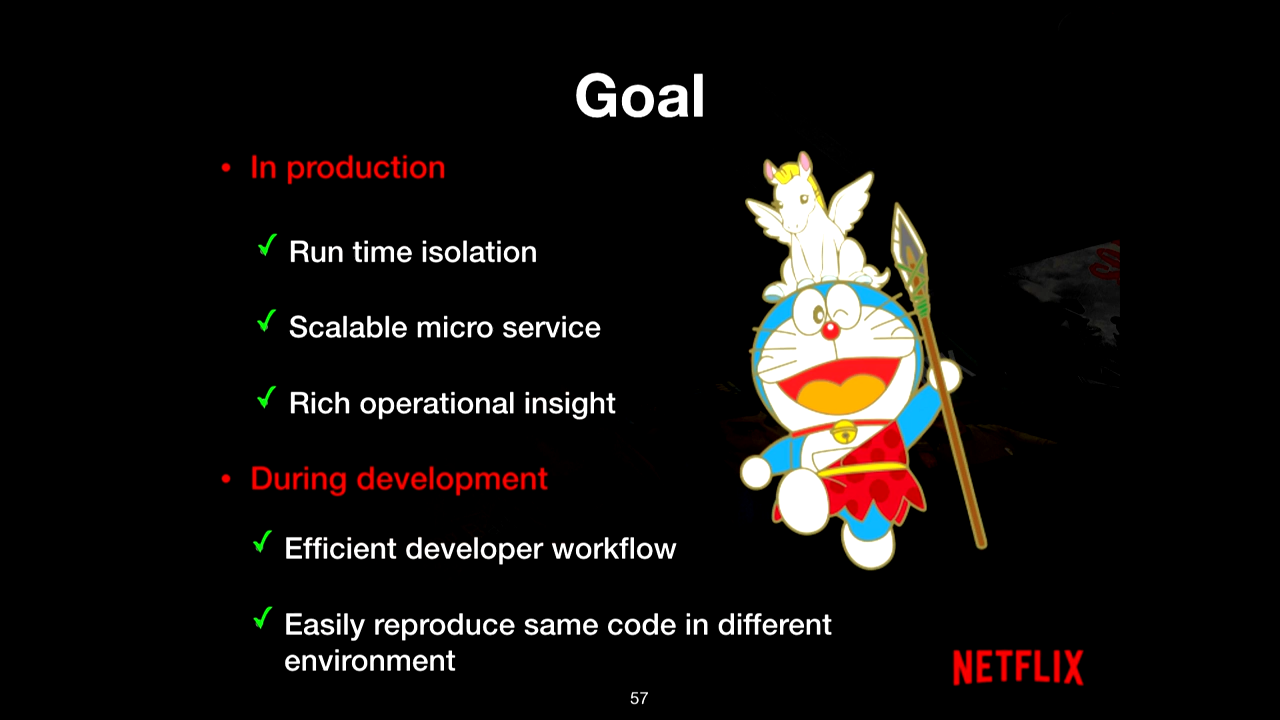 Goal
• In production
✓ Run time isolation
✓ Scalable micro service
✓ Rich operational insight
• During development
✓ Efficient developer workflow
✓ Easily reproduce same code in different
environment
NETFLIX
57